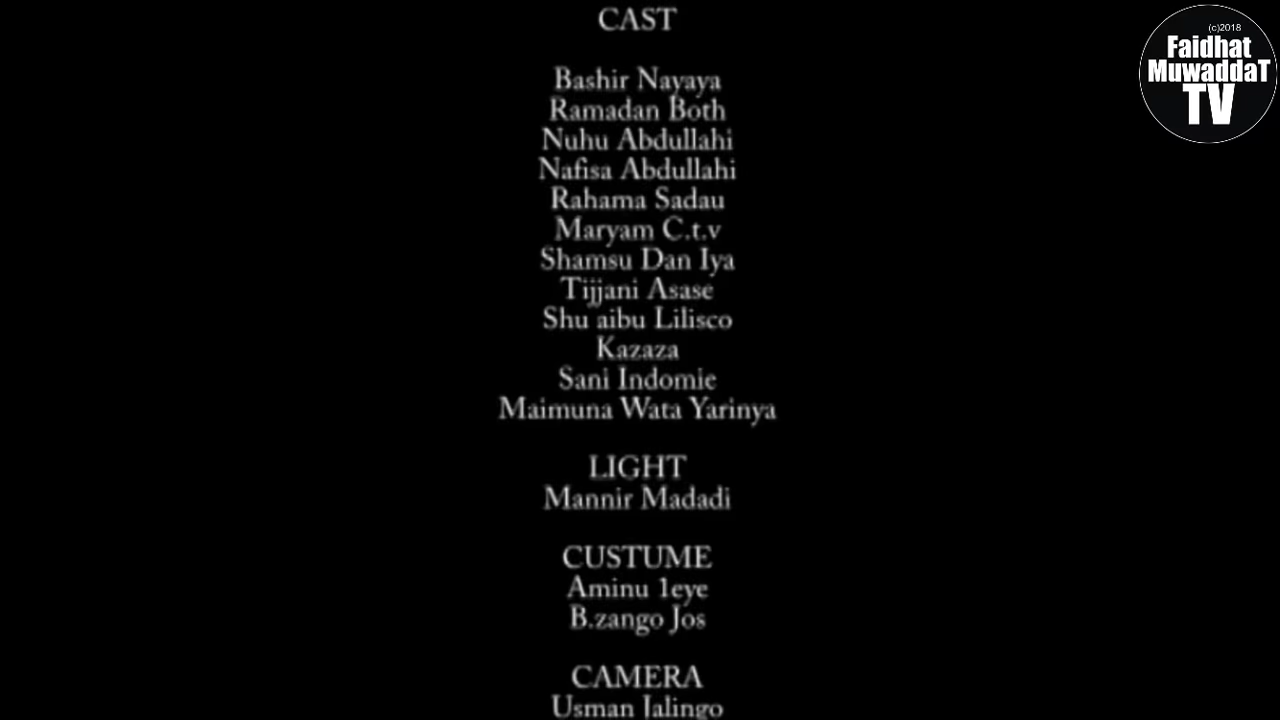 CAST
Bashir Nayaya
Ramadan Both
Nuhu Abdullahi
Nafisa Abdullahi
Rahama Sadau
Maryam C.t.v
Shamsu Dan Iya
Tijjani Asase
Shu aibu Lilisco
Kazaza
Sani Indomie
Maimuna Wata Yarinya
LIGHT
Mannir Madadi
CUSTUME
Aminu 1eye
B.zango Jos
CAMERA
Usman Jalingo
(c)2018
Faidhat
MuwaddaT
TV